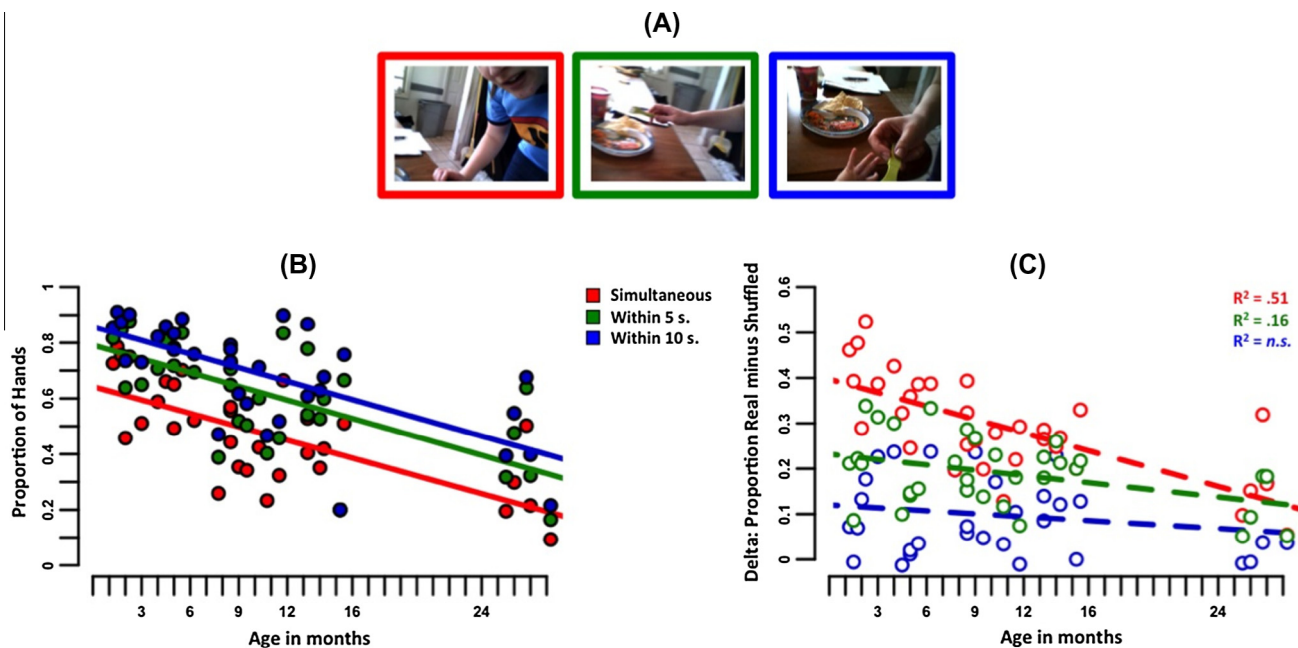 (A)
(B)
Proportion of Hands
1
0.8
0.6
0.4
0.2
0
3 6 9 12 16 24
Age in months
Simultaneous
Within 5 s.
Within 10 s.
(C)
Delta: Proportion Real minus Shuffled
0.6
0.5
0.4
0.3
0.2
0.1
0
R² = .51
R² = .16
R² = n.s.
3 6 9 12 16 24
Age in months